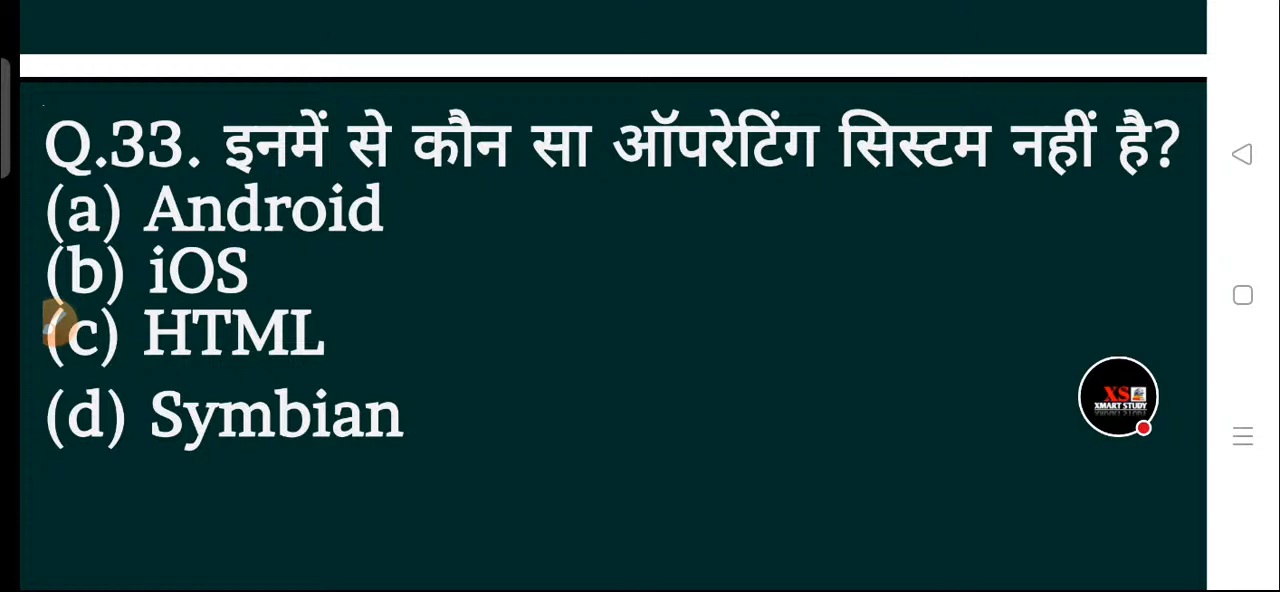 Q.33. इनमें से कौन सा ऑपरेटिंग सिस्टम नहीं है?
(a) Android
(b) iOS
(c) HTML
(d) Symbian
XS
XMART STUDY